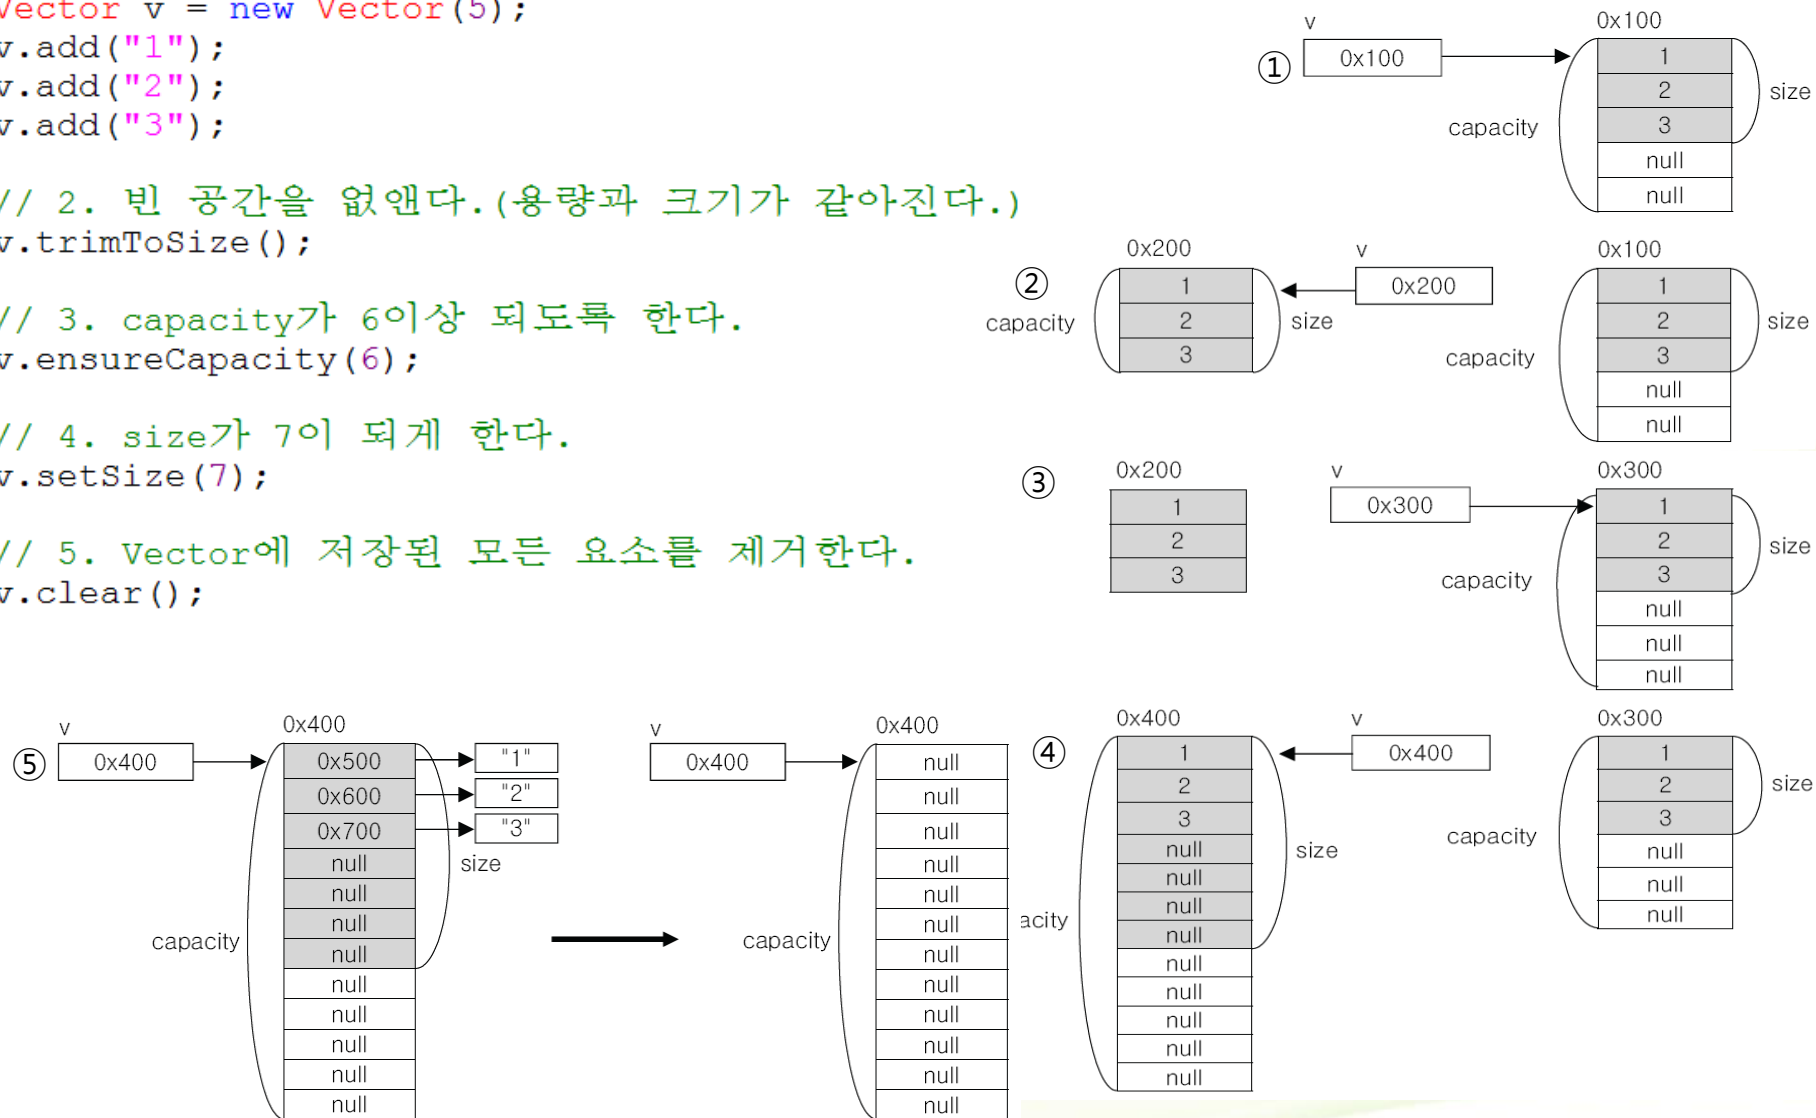 Vector v = new Vector(5);
v.add("1");
v.add("2");
v.add("3");
// 2. 빈 공간을 없앤다.(용량과 크기가 같아진다.)
v.trimToSize();
// 3. capacity가 6이상 되도록 한다.
v.ensureCapacity(6);
// 4. size가 7이 되게 한다.
v.setSize(7);
// 5. Vector에 저장된 모든 요소를 제거한다.
v.clear();
①
v
0x100
0x100
1
2
3
null
null
capacity
size
②
0x200
1
2
3
capacity
size
v
0x200
0x100
1
2
3
null
null
capacity
size
③
0x200
1
2
3
v
0x300
0x300
1
2
3
null
null
null
capacity
size
④
0x400
1
2
3
null
null
null
null
null
null
null
null
null
acity
size
v
0x400
0x300
1
2
3
null
null
null
capacity
size
⑤
v
0x400
0x400
0x500
"1"
0x600
"2"
0x700
"3"
null
null
null
null
null
null
null
null
null
capacity
size
v
0x400
0x400
null
null
null
null
null
null
null
null
null
null
null
null
capacity